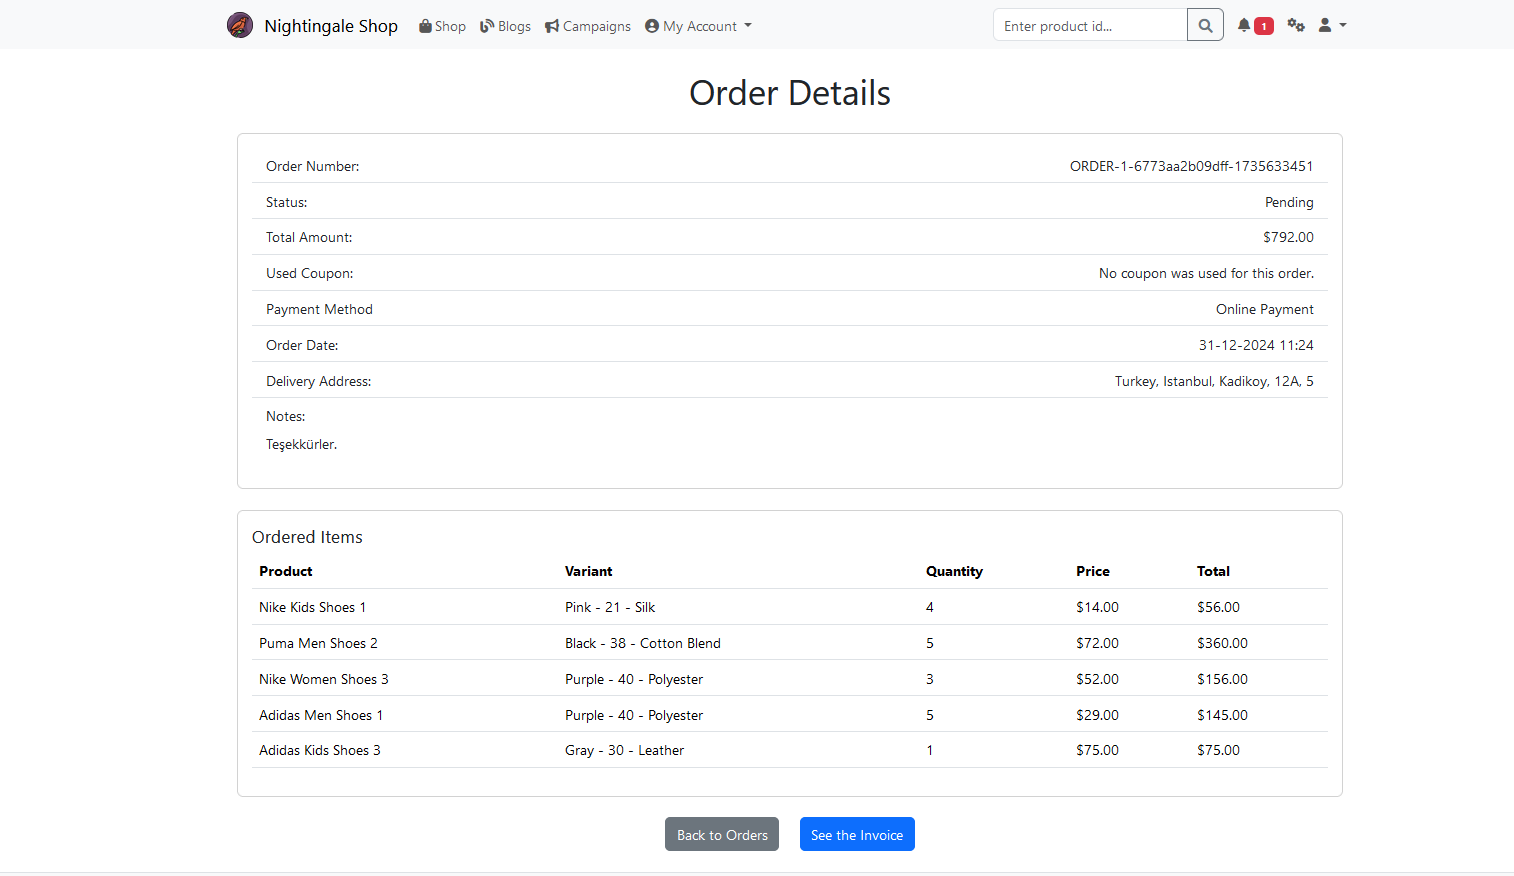 Nightingale Shop Shop Blogs Campaigns My Account Enter product id... 1
Order Details
Order Number: ORDER-1-6773aa2b09dff-1735633451
Status: Pending
Total Amount: $792.00
Used Coupon: No coupon was used for this order.
Payment Method Online Payment
Order Date: 31-12-2024 11:24
Delivery Address: Turkey, Istanbul, Kadikoy, 12A, 5
Notes:
Teşekkürler.
Ordered Items
Product Variant Quantity Price Total
Nike Kids Shoes 1 Pink - 21 - Silk 4 $14.00 $56.00
Puma Men Shoes 2 Black - 38 - Cotton Blend 5 $72.00 $360.00
Nike Women Shoes 3 Purple - 40 - Polyester 3 $52.00 $156.00
Adidas Men Shoes 1 Purple - 40 - Polyester 5 $29.00 $145.00
Adidas Kids Shoes 3 Gray - 30 - Leather 1 $75.00 $75.00
Back to Orders See the Invoice